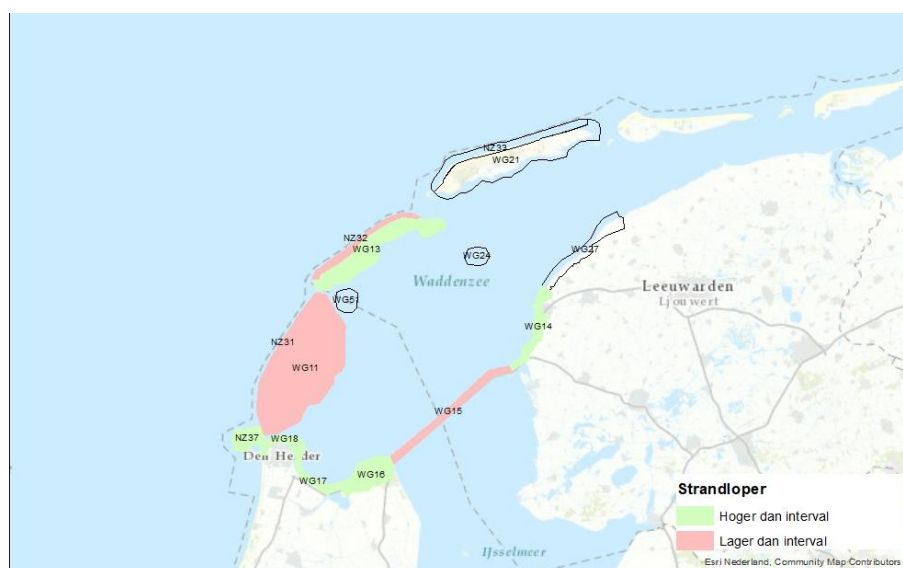 NZ33
WG21
NZ32
WG13
WG24
WG27
Waddenzee
Leeuwarden
Ljouwert
WG5
WG14
NZ31
WG11
WG15
NZ37
WG18
Den Helder
WG17
WG16
IJsselmeer
Strandloper
Hoger dan interval
Lager dan interval
Esri Nederland, Community Map Contributors